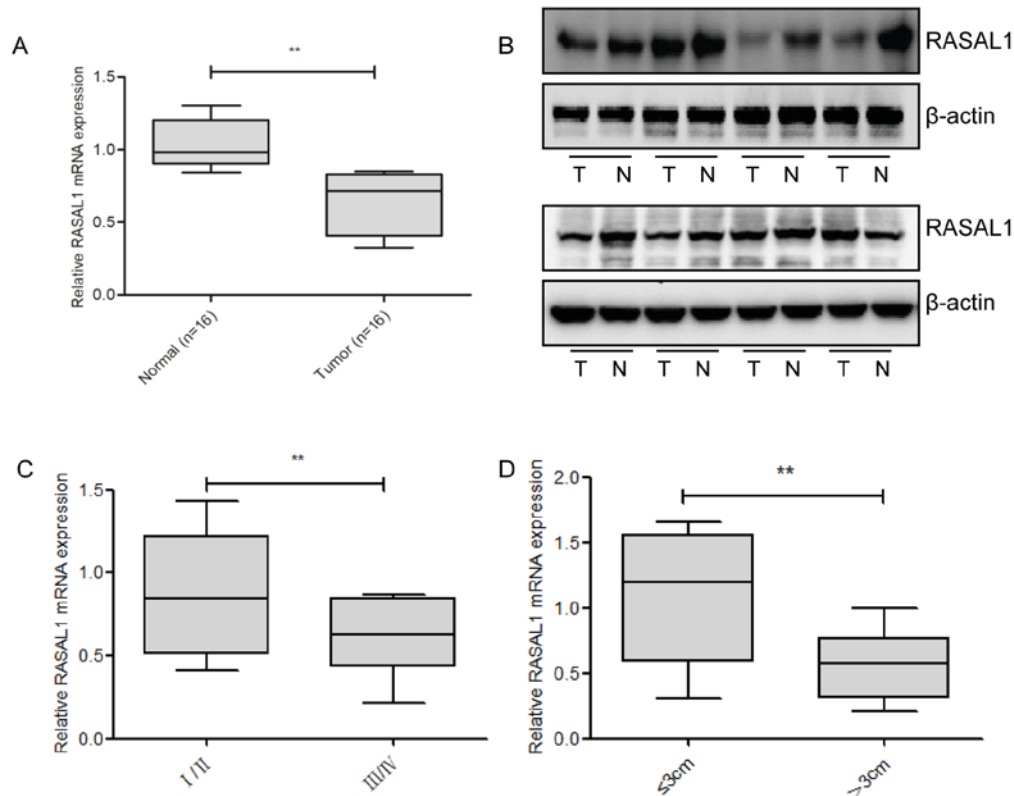 A
**
Relative RASAL1 mRNA expression
1.5
1.0
0.5
0.0
Normal (n=16)
Tumor (n=16)
B
RASAL1
β-actin
T N T N T N T N
RASAL1
β-actin
T N T N T N T N
C
**
Relative RASAL1 mRNA expression
1.5
1.0
0.5
0.0
I/II
III/IV
D
**
Relative RASAL1 mRNA expression
2.0
1.5
1.0
0.5
0.0
≤3cm
>3cm